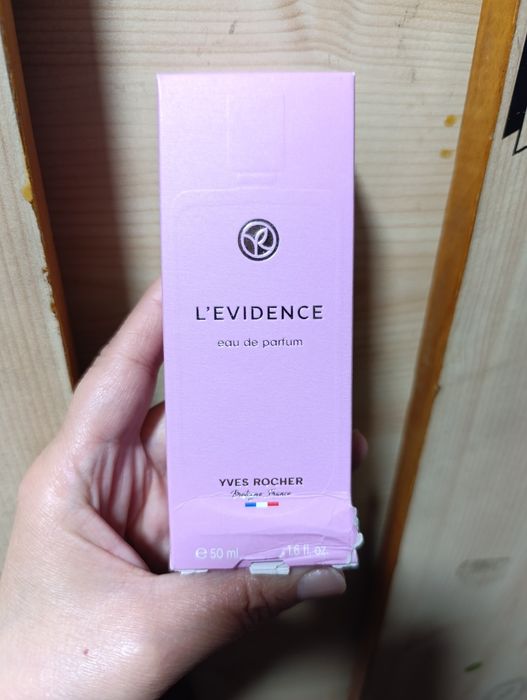 L'EVIDENCE
eau de parfum
YVES ROCHER
Bretagne France
℮ 50 ml 1.6 fl. oz.